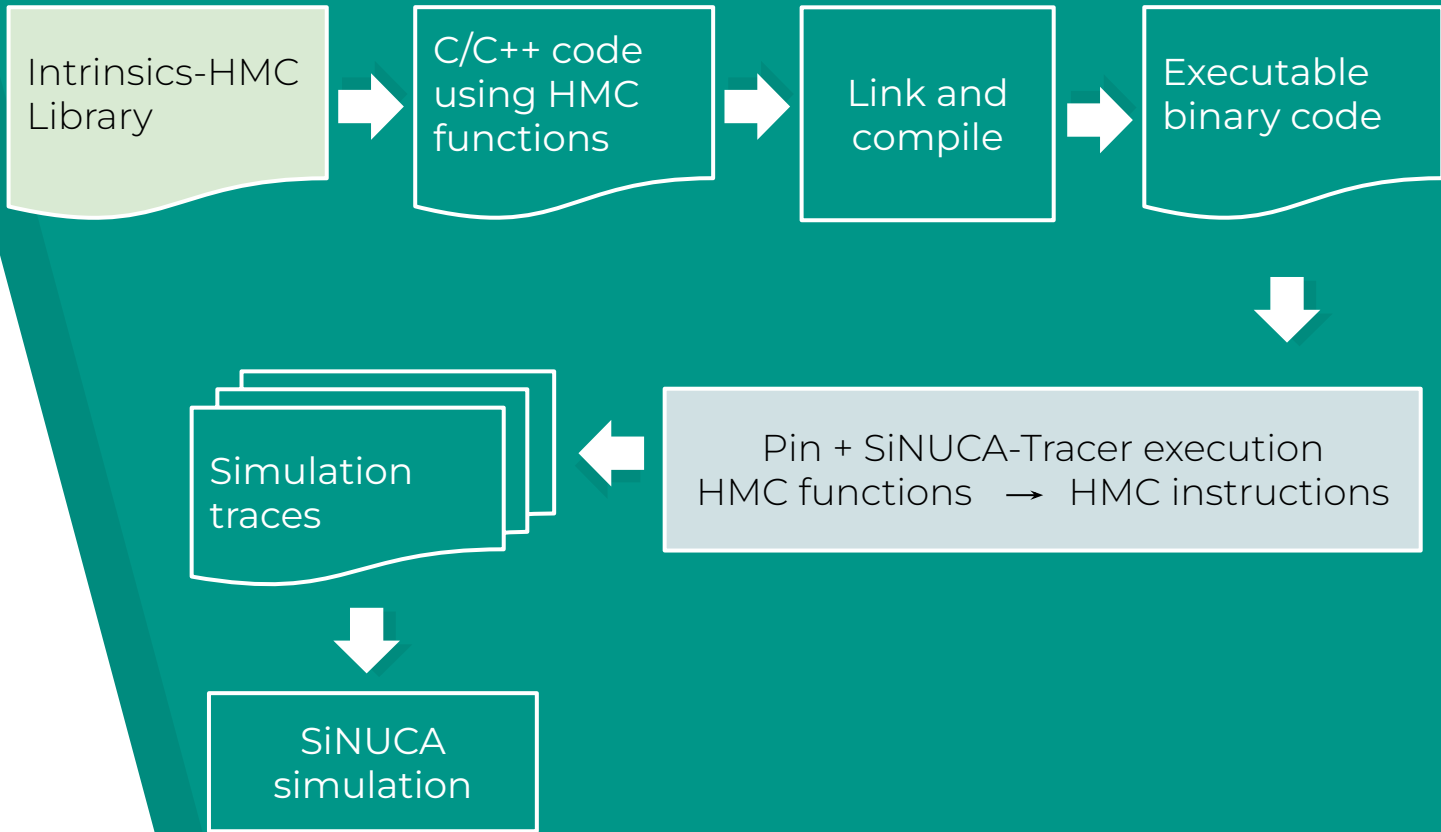 Intrinsics-HMC
Library
C/C++ code
using HMC
functions
Link and
compile
Executable
binary code
Pin + SiNUCA-Tracer execution
HMC functions → HMC instructions
Simulation
traces
SiNUCA
simulation